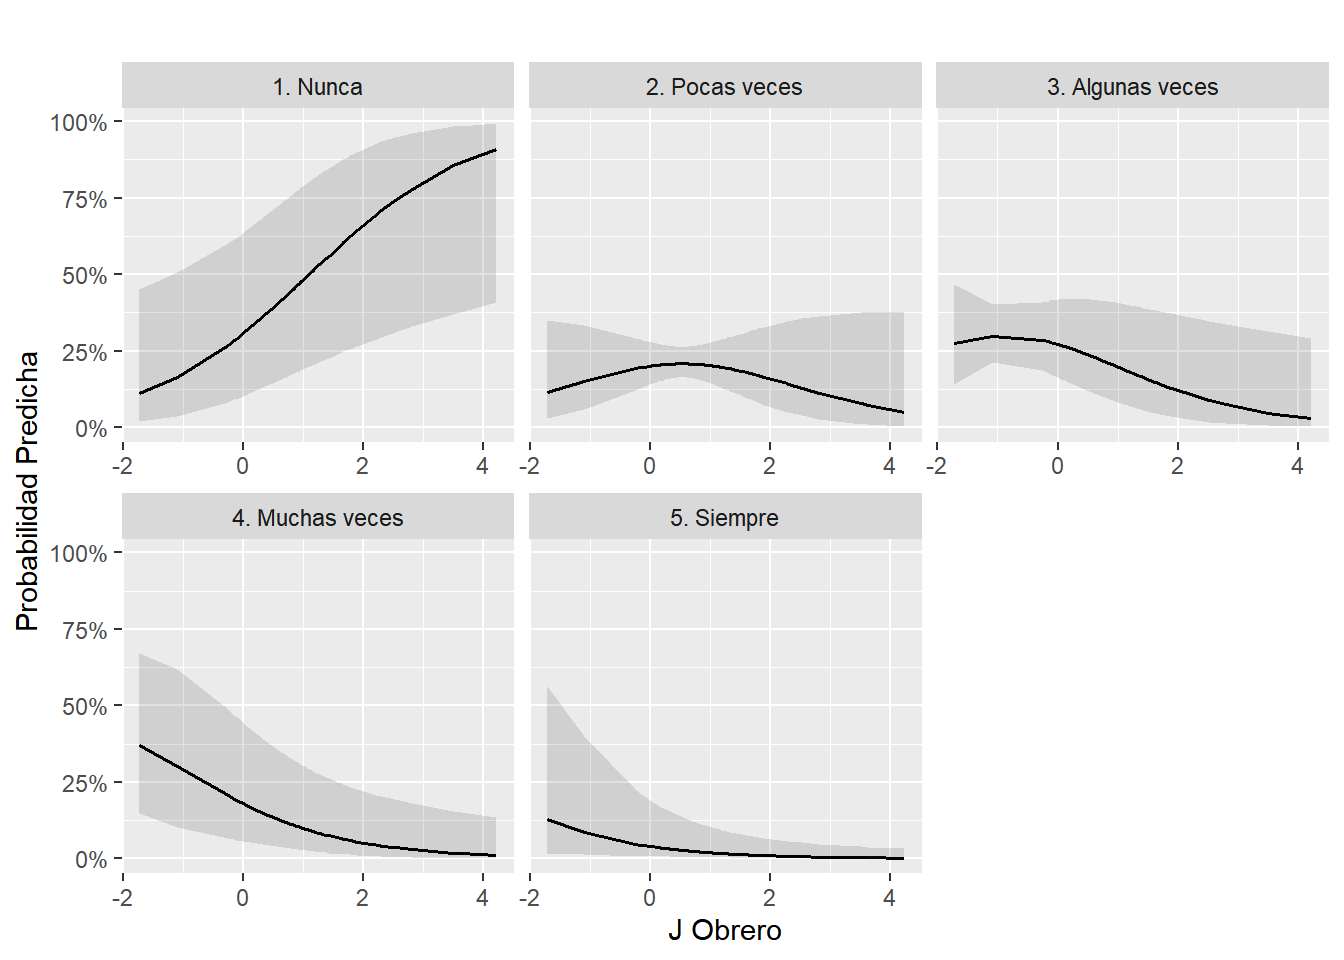 1. Nunca
2. Pocas veces
3. Algunas veces
100%
75%
50%
25%
0%
-2 0 2 4
-2 0 2 4
-2 0 2 4
4. Muchas veces
5. Siempre
100%
75%
50%
25%
0%
-2 0 2 4
-2 0 2 4
J Obrero
Probabilidad Predicha